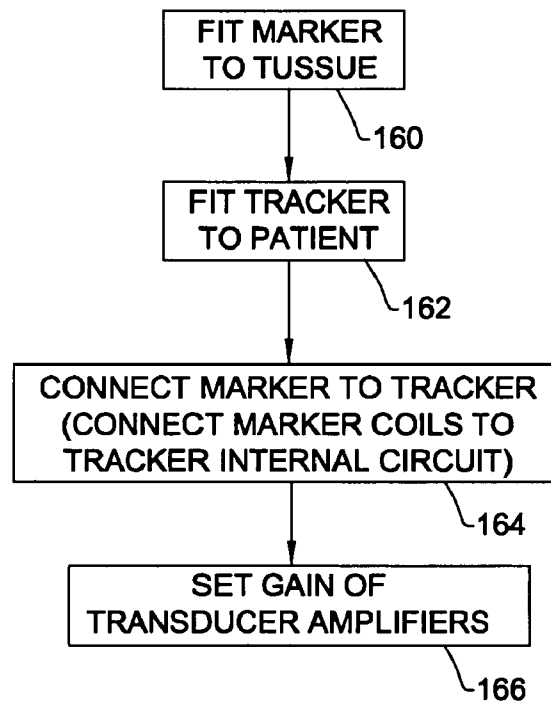 FIT MARKER
TO TUSSUE
160
FIT TRACKER
TO PATIENT
162
CONNECT MARKER TO TRACKER
(CONNECT MARKER COILS TO
TRACKER INTERNAL CIRCUIT)
164
SET GAIN OF
TRANSDUCER AMPLIFIERS
166